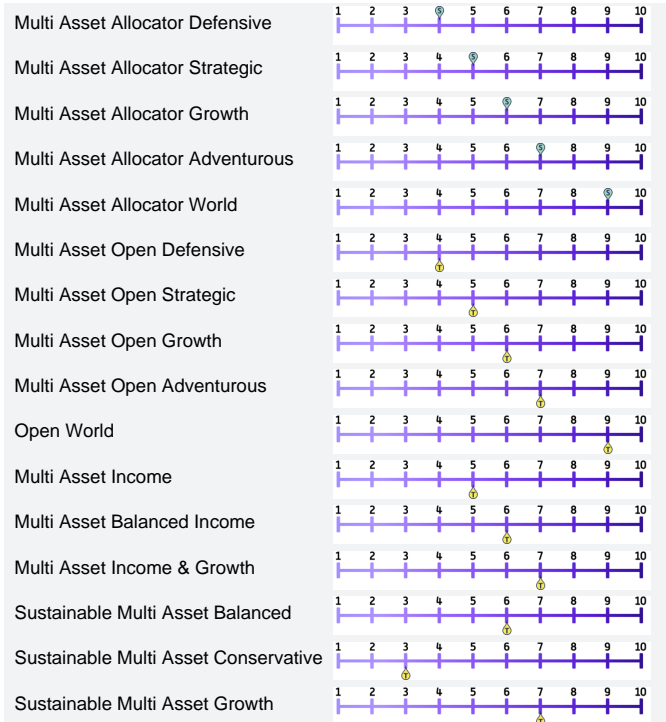 Multi Asset Allocator Defensive 1 2 3 4 S 5 6 7 8 9 10
Multi Asset Allocator Strategic 1 2 3 4 5 S 6 7 8 9 10
Multi Asset Allocator Growth 1 2 3 4 5 6 S 7 8 9 10
Multi Asset Allocator Adventurous 1 2 3 4 5 6 7 S 8 9 10
Multi Asset Allocator World 1 2 3 4 5 6 7 8 9 S 10
Multi Asset Open Defensive 1 2 3 4 5 6 7 8 9 10
T
Multi Asset Open Strategic 1 2 3 4 5 6 7 8 9 10
T
Multi Asset Open Growth 1 2 3 4 5 6 7 8 9 10
T
Multi Asset Open Adventurous 1 2 3 4 5 6 7 8 9 10
T
Open World 1 2 3 4 5 6 7 8 9 10
T
Multi Asset Income 1 2 3 4 5 6 7 8 9 10
T
Multi Asset Balanced Income 1 2 3 4 5 6 7 8 9 10
T
Multi Asset Income & Growth 1 2 3 4 5 6 7 8 9 10
T
Sustainable Multi Asset Balanced 1 2 3 4 5 6 7 8 9 10
T
Sustainable Multi Asset Conservative 1 2 3 4 5 6 7 8 9 10
T
Sustainable Multi Asset Growth 1 2 3 4 5 6 7 8 9 10
T